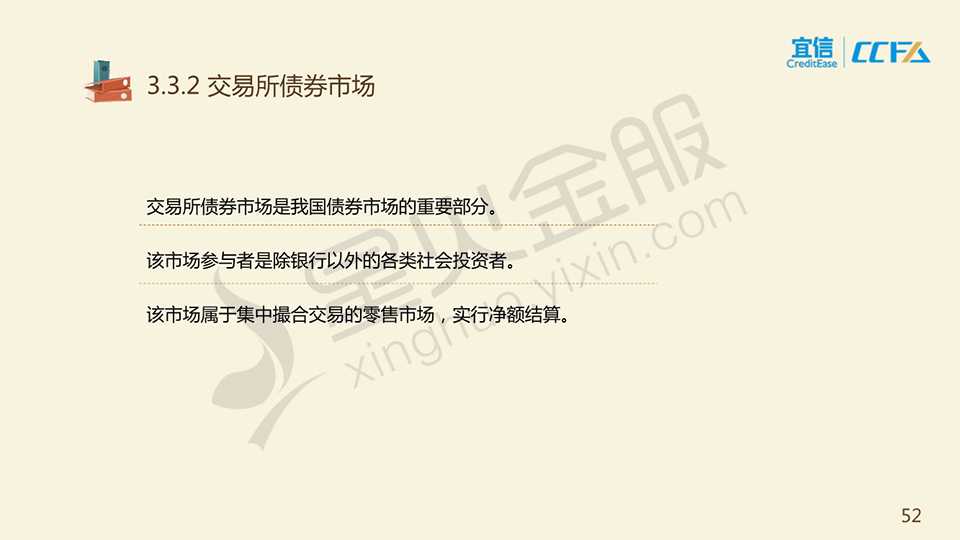 宜信
CreditEase
CCFA
3.3.2 交易所债券市场
交易所债券市场是我国债券市场的重要部分。
该市场参与者是除银行以外的各类社会投资者。
该市场属于集中撮合交易的零售市场，实行净额结算。
星火金服
xinghuo.yixin.com
52